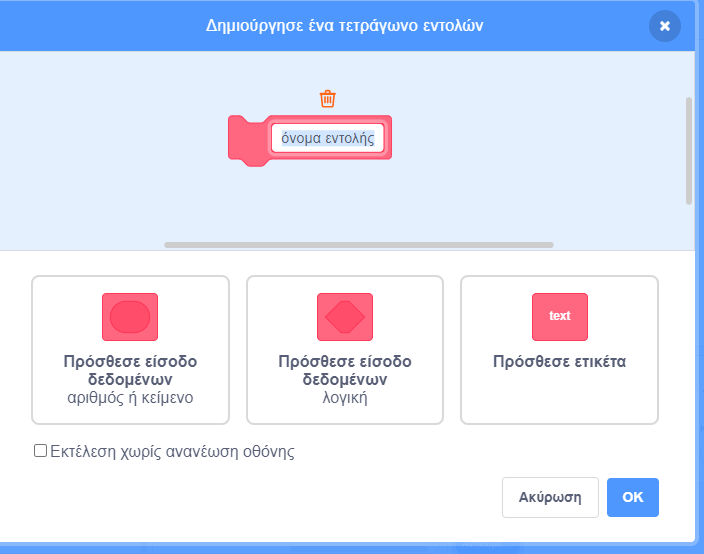 Δημιούργησε ένα τετράγωνο εντολών
όνομα εντολής
Πρόσθεσε είσοδο
δεδομένων
αριθμός ή κείμενο
Πρόσθεσε είσοδο
δεδομένων
λογική
text
Πρόσθεσε ετικέτα
Εκτέλεση χωρίς ανανέωση οθόνης
Ακύρωση
OK